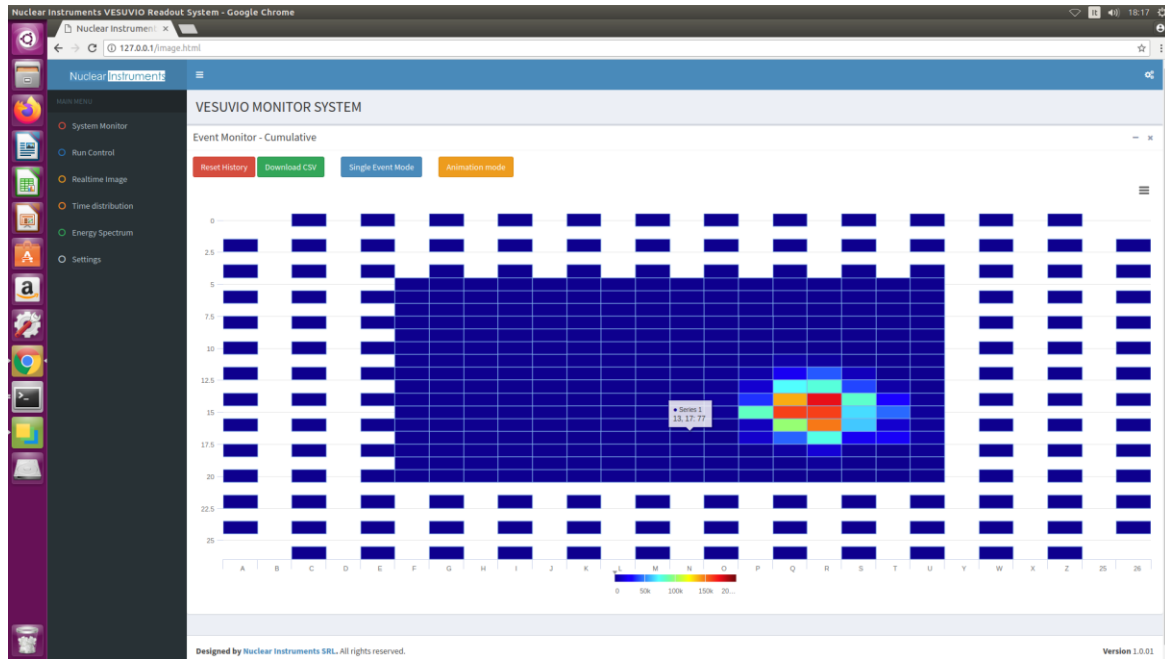 Nuclear Instruments VESUVIO Readout System - Google Chrome
It
18:17
Nuclear Instrument
127.0.0.1/image.html
Nuclear Instruments
MAIN MENU
System Monitor
Run Control
Realtime Image
Time distribution
Energy Spectrum
Settings
VESUVIO MONITOR SYSTEM
Event Monitor - Cumulative
Reset History
Download CSV
Single Event Mode
Animation mode
0
2.5
5
7.5
10
12.5
15
17.5
20
22.5
25
Series 1
13, 17: 77
A B C D E F G H I J K L M N O P Q R S T U Y W X Z 25 26
0 50k 100k 150k 20...
Designed by Nuclear Instruments SRL. All rights reserved.
Version 1.0.01